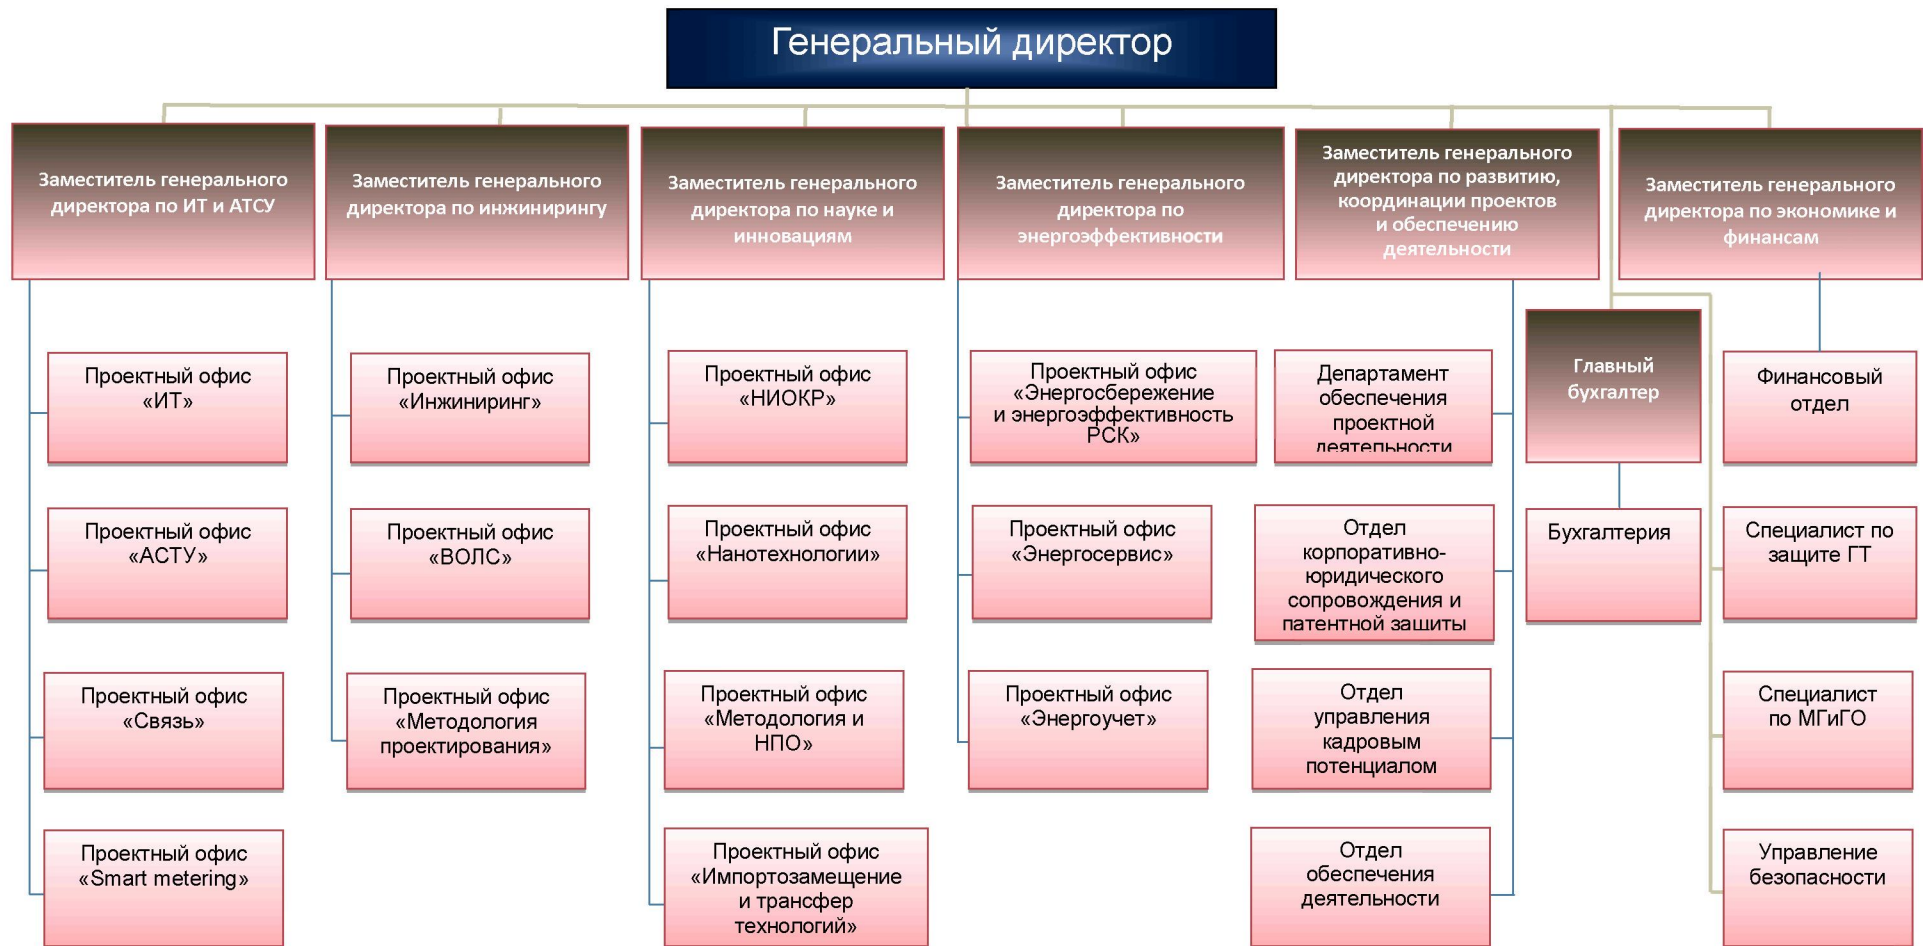 Генеральный директор
Заместитель генерального
директора по ИТ и АТСУ
Заместитель генерального
директора по инжинирингу
Заместитель генерального
директора по науке и
инновациям
Заместитель генерального
директора по
энергоэффективности
Заместитель генерального
директора по развитию,
координации проектов
и обеспечению
деятельности
Заместитель генерального
директора по экономике и
финансам
Проектный офис
«ИТ»
Проектный офис
«АСТУ»
Проектный офис
«Связь»
Проектный офис
«Smart metering»
Проектный офис
«Инжиниринг»
Проектный офис
«ВОЛС»
Проектный офис
«Методология
проектирования»
Проектный офис
«НИОКР»
Проектный офис
«Нанотехнологии»
Проектный офис
«Методология и
НПО»
Проектный офис
«Импортозамещение
и трансфер
технологий»
Проектный офис
«Энергосбережение
и энергоэффективность
РСК»
Проектный офис
«Энергосервис»
Проектный офис
«Энергоучет»
Департамент
обеспечения
проектной
деятельности
Отдел
корпоративно-
юридического
сопровождения и
патентной защиты
Отдел
управления
кадровым
потенциалом
Отдел
обеспечения
деятельности
Главный
бухгалтер
Бухгалтерия
Финансовый
отдел
Специалист по
защите ГТ
Специалист
по МГиГО
Управление
безопасности